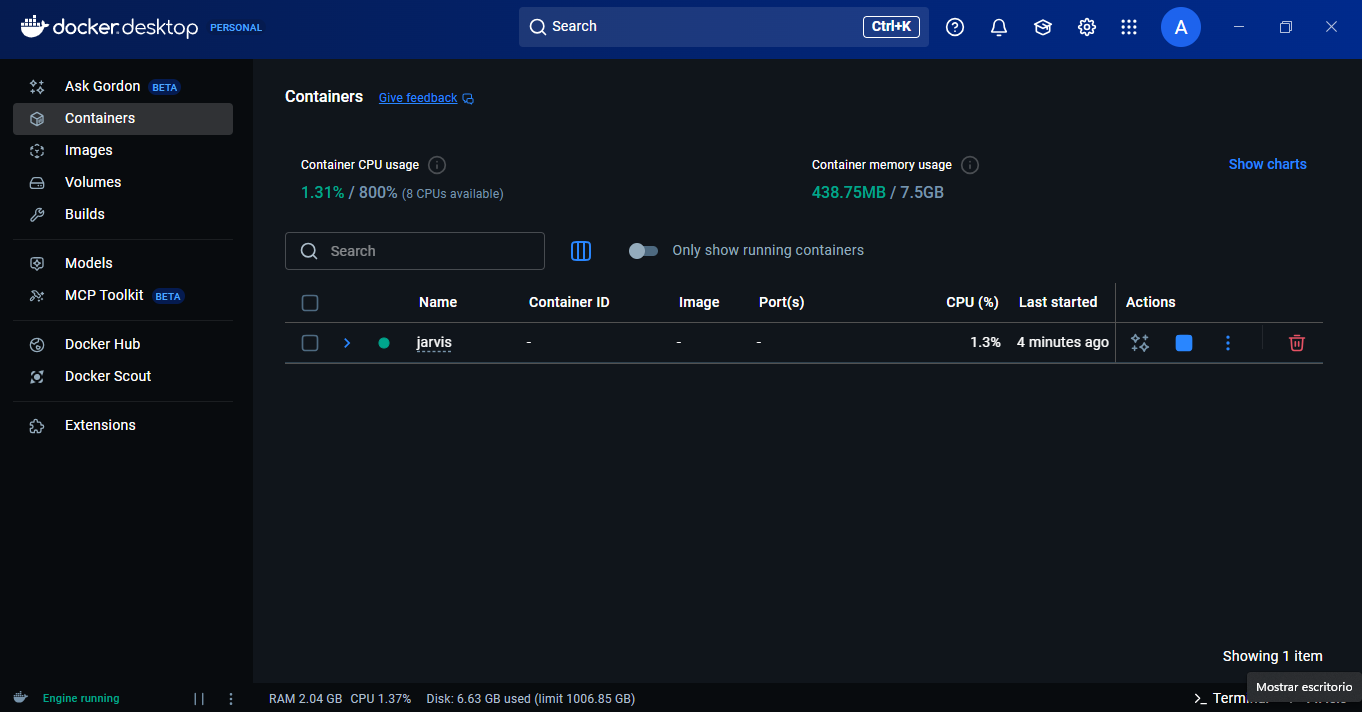 docker.desktop PERSONAL Search Ctrl+K A
Ask Gordon BETA
Containers
Images
Volumes
Builds
Models
MCP Toolkit BETA
Docker Hub
Docker Scout
Extensions
Containers Give feedback
Container CPU usage
1.31% / 800% (8 CPUs available)
Container memory usage
438.75MB / 7.5GB
Show charts
Search Only show running containers
Name Container ID Image Port(s) CPU (%) Last started Actions
jarvis - - - 1.3% 4 minutes ago
Showing 1 item
Engine running RAM 2.04 GB CPU 1.37% Disk: 6.63 GB used (limit 1006.85 GB)
Mostrar escritorio